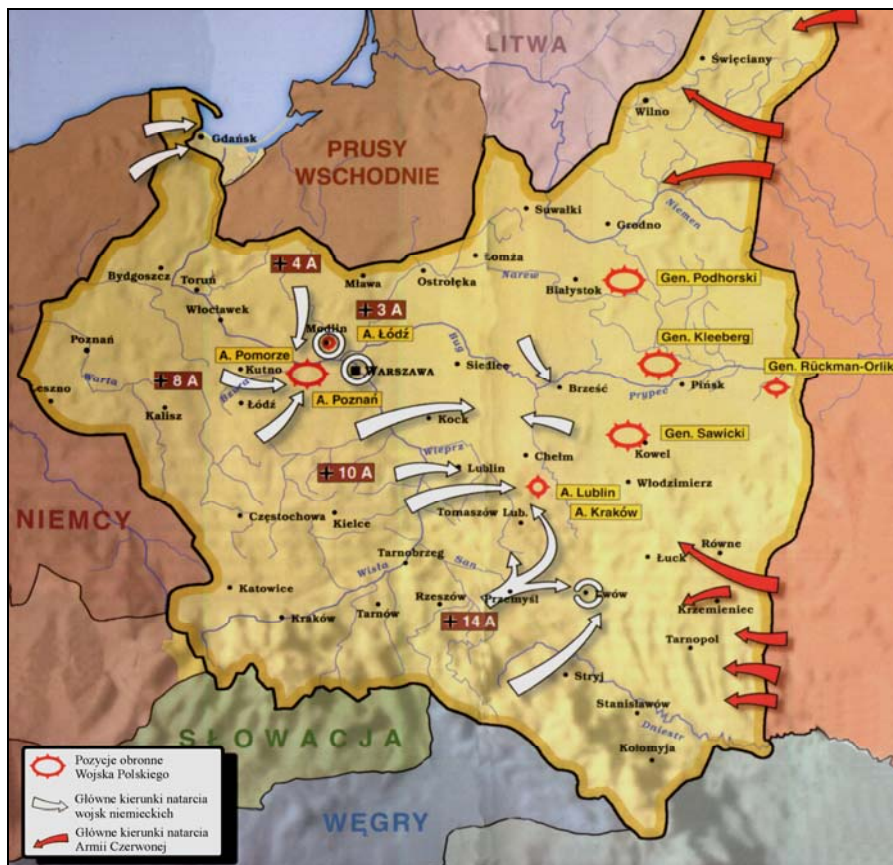 LITWA
Święciany
Wilno
Gdańsk
PRUSY
WSCHODNIE
Suwałki
Grodno
Niemen
4 A
Łomża
Bydgoszcz
Toruń
Mława
Ostrołęka
Narew
Białystok
Gen. Podhorski
Włocławek
3 A
Modlin
A. Łódź
Bug
Gen. Kleeberg
Poznań
A. Pomorze
Kutno
WARSZAWA
Siedlce
Gen. Rückman-Orlik
Warta
8 A
Brześć
Pińsk
Prypeć
Leszno
Bzura
A. Poznań
Kalisz
Łódź
Kock
Gen. Sawicki
Kowel
Wieprz
Chełm
10 A
Lublin
Włodzimierz
A. Lublin
A. Kraków
NIEMCY
Częstochowa
Kielce
Tomaszów Lub.
Równe
Łuck
Tarnobrzeg
Wisła
San
Katowice
Rzeszów
Przemyśl
Lwów
Krzemieniec
Kraków
Tarnów
14 A
Tarnopol
Stryj
Stanisławów
Dniestr
Kołomyja
SŁOWACJA
WĘGRY
Pozycje obronne
Wojska Polskiego
Główne kierunki natarcia
wojsk niemieckich
Główne kierunki natarcia
Armii Czerwonej